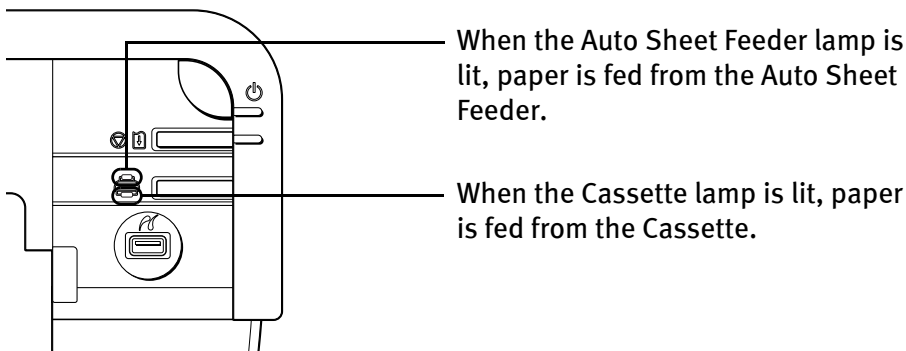 When the Auto Sheet Feeder lamp is
lit, paper is fed from the Auto Sheet
Feeder.
When the Cassette lamp is lit, paper
is fed from the Cassette.